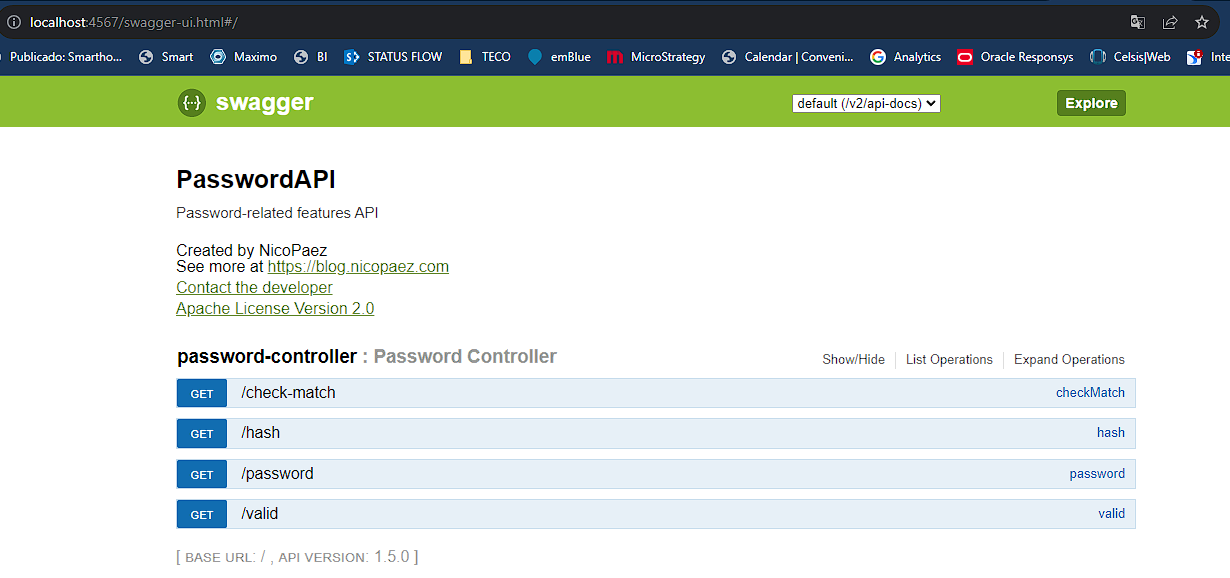 localhost:4567/swagger-ui.html#/
Publicado: Smartho... Smart Maximo BI STATUS FLOW TECO emBlue MicroStrategy Calendar | Conveni... Analytics Oracle Responsys Celsis|Web Inte
{··} swagger default (/v2/api-docs) Explore
PasswordAPI
Password-related features API
Created by NicoPaez
See more at https://blog.nicopaez.com
Contact the developer
Apache License Version 2.0
password-controller : Password Controller Show/Hide List Operations Expand Operations
GET /check-match checkMatch
GET /hash hash
GET /password password
GET /valid valid
[ BASE URL: / , API VERSION: 1.5.0 ]